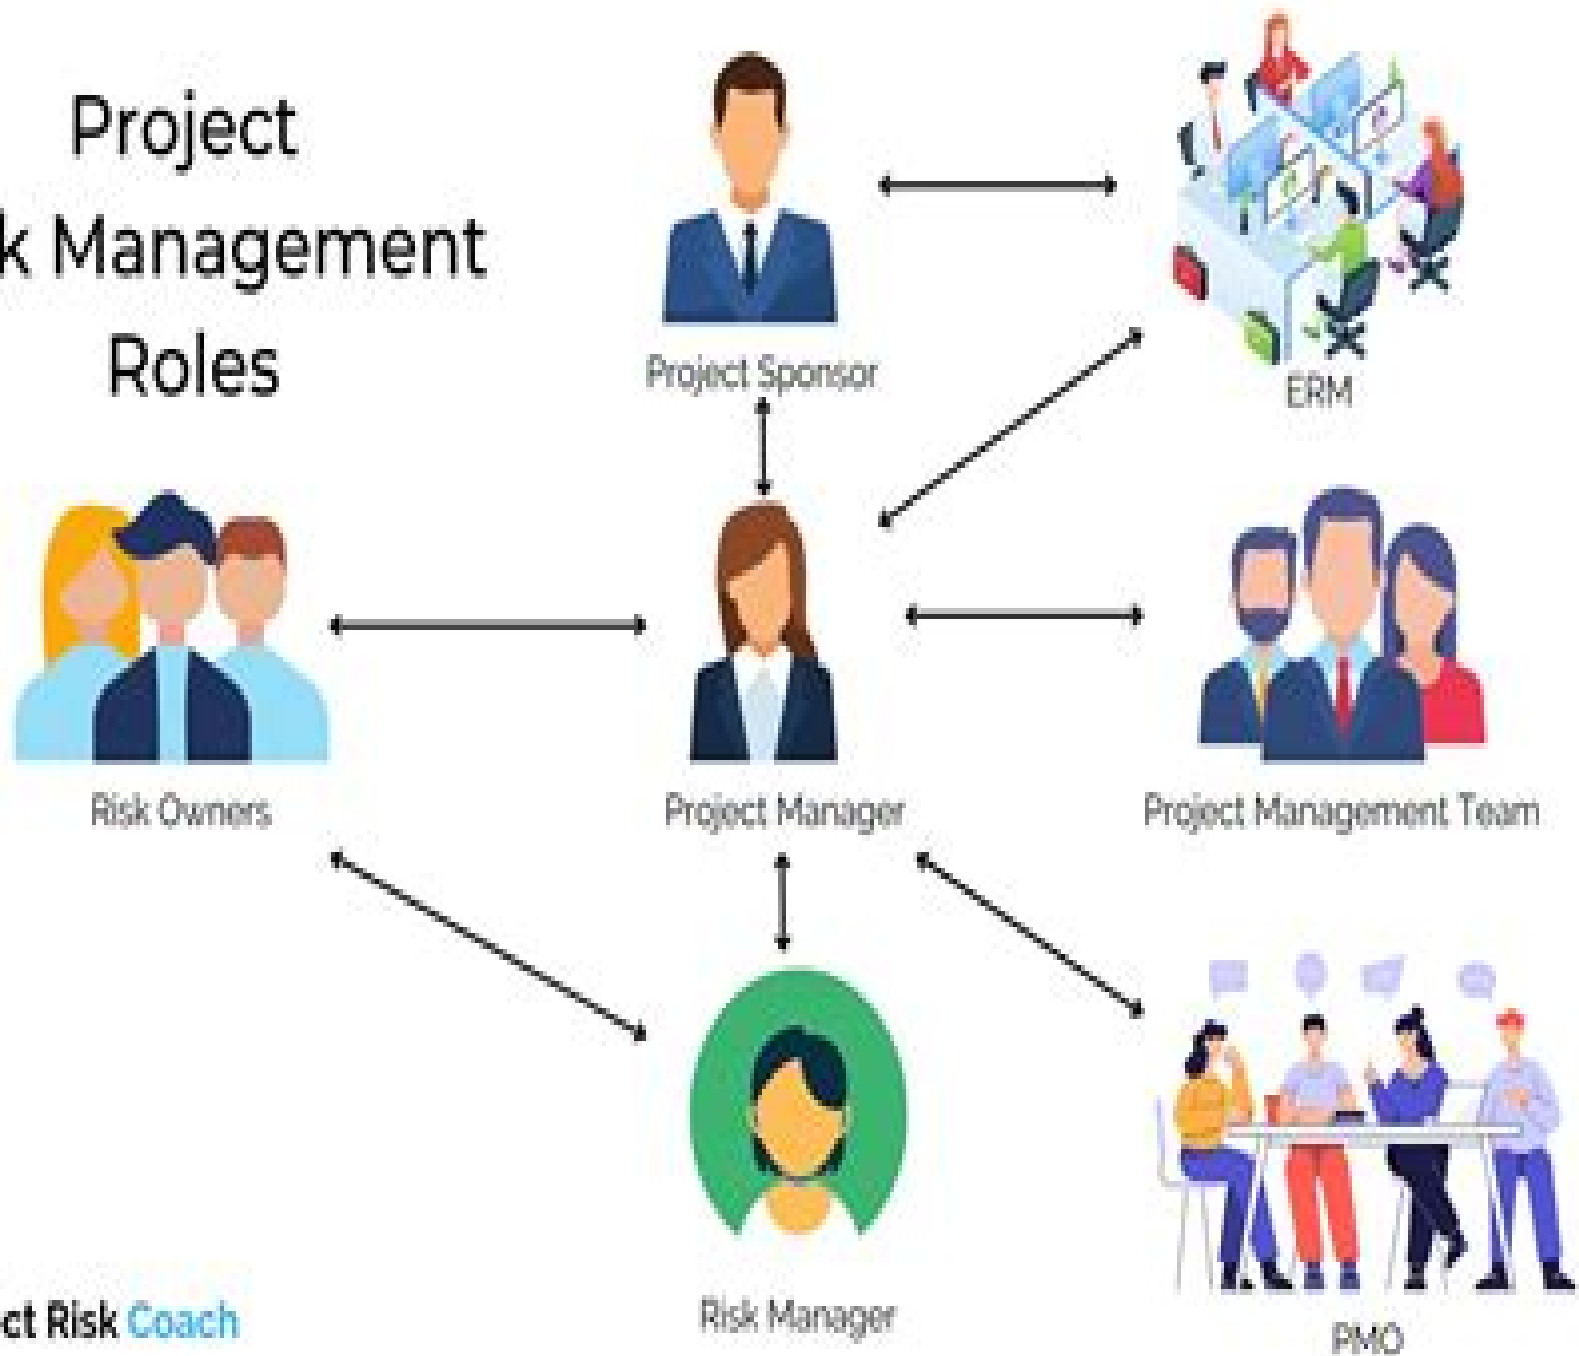 Project
k Management
Roles
Project Sponsor
ERM
Risk Owners
Project Manager
Project Management Team
Risk Manager
PMO
ct Risk Coach